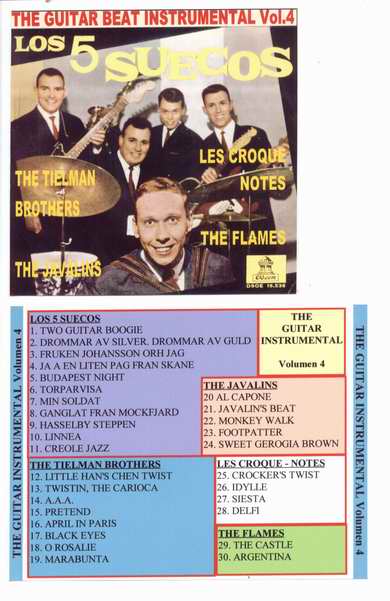 THE GUITAR BEAT INSTRUMENTAL Vol.4
LOS 5 SUECOS
LES CROQUE
NOTES
THE TIELMAN
BROTHERS
THE FLAMES
THE JAVALINS
Odeon
DSOE 16.536
THE GUITAR INSTRUMENTAL Volumen 4
LOS 5 SUECOS
1. TWO GUITAR BOOGIE
2. DROMMAR AV SILVER. DROMMAR AV GULD
3. FRUKEN JOHANSSON ORH JAG
4. JA A EN LITEN PAG FRAN SKANE
5. BUDAPEST NIGHT
6. TORPARVISA
7. MIN SOLDAT
8. GANGLAT FRAN MOCKFJARD
9. HASSELBY STEPPEN
10. LINNEA
11. CREOLE JAZZ
THE
GUITAR
INSTRUMENTAL
Volumen 4
THE JAVALINS
20 AL CAPONE
21. JAVALIN'S BEAT
22. MONKEY WALK
23. FOOTPATTER
24. SWEET GEROGIA BROWN
THE TIELMAN BROTHERS
12. LITTLE HAN'S CHEN TWIST
13. TWISTIN, THE CARIOCA
14. A.A.A.
15. PRETEND
16. APRIL IN PARIS
17. BLACK EYES
18. O ROSALIE
19. MARABUNTA
LES CROQUE - NOTES
25. CROCKER'S TWIST
26. IDYLLE
27. SIESTA
28. DELFI
THE FLAMES
29. THE CASTLE
30. ARGENTINA
THE GUITAR INSTRUMENTAL Volumen 4